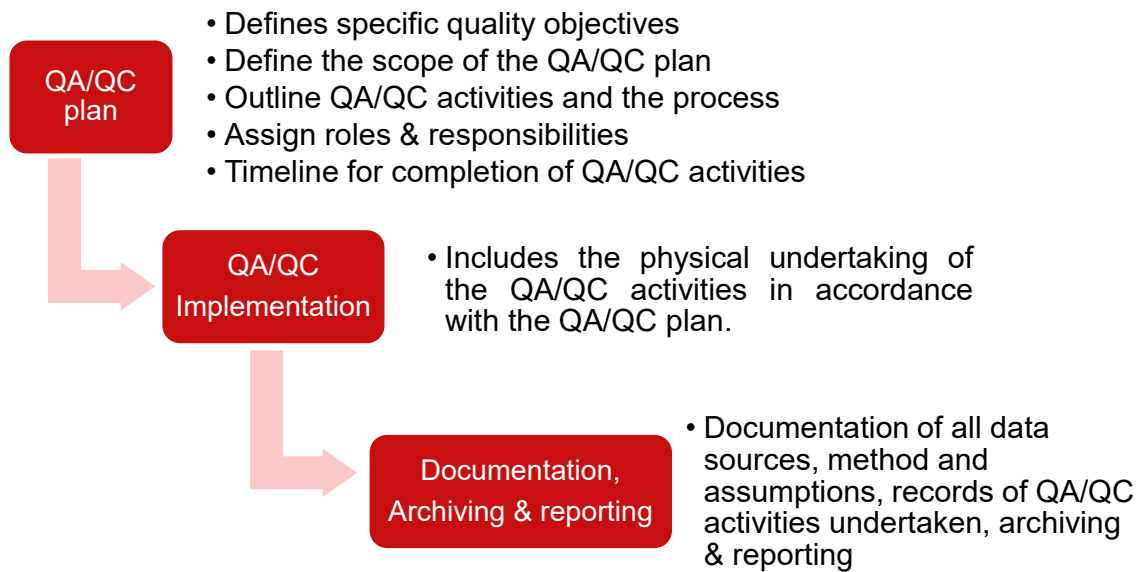 QA/QC
plan
• Defines specific quality objectives
• Define the scope of the QA/QC plan
• Outline QA/QC activities and the process
• Assign roles & responsibilities
• Timeline for completion of QA/QC activities
QA/QC
Implementation
• Includes the physical undertaking of
the QA/QC activities in accordance
with the QA/QC plan.
Documentation,
Archiving & reporting
• Documentation of all data
sources, method and
assumptions, records of QA/QC
activities undertaken, archiving
& reporting